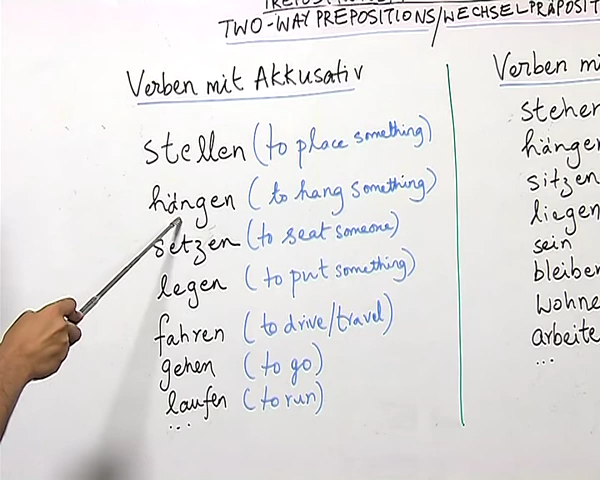 TWO-WAY PREPOSITIONS/WECHSELPRÄPOSIT
Verben mit Akkusativ
stellen (to place something)
hängen (to hang something)
setzen (to seat someone)
legen (to put something)
fahren (to drive/travel)
gehen (to go)
laufen (to run)
...
Verben mi
stehen
hängen
sitzen
liegen
sein
bleiben
wohne
arbeite
...